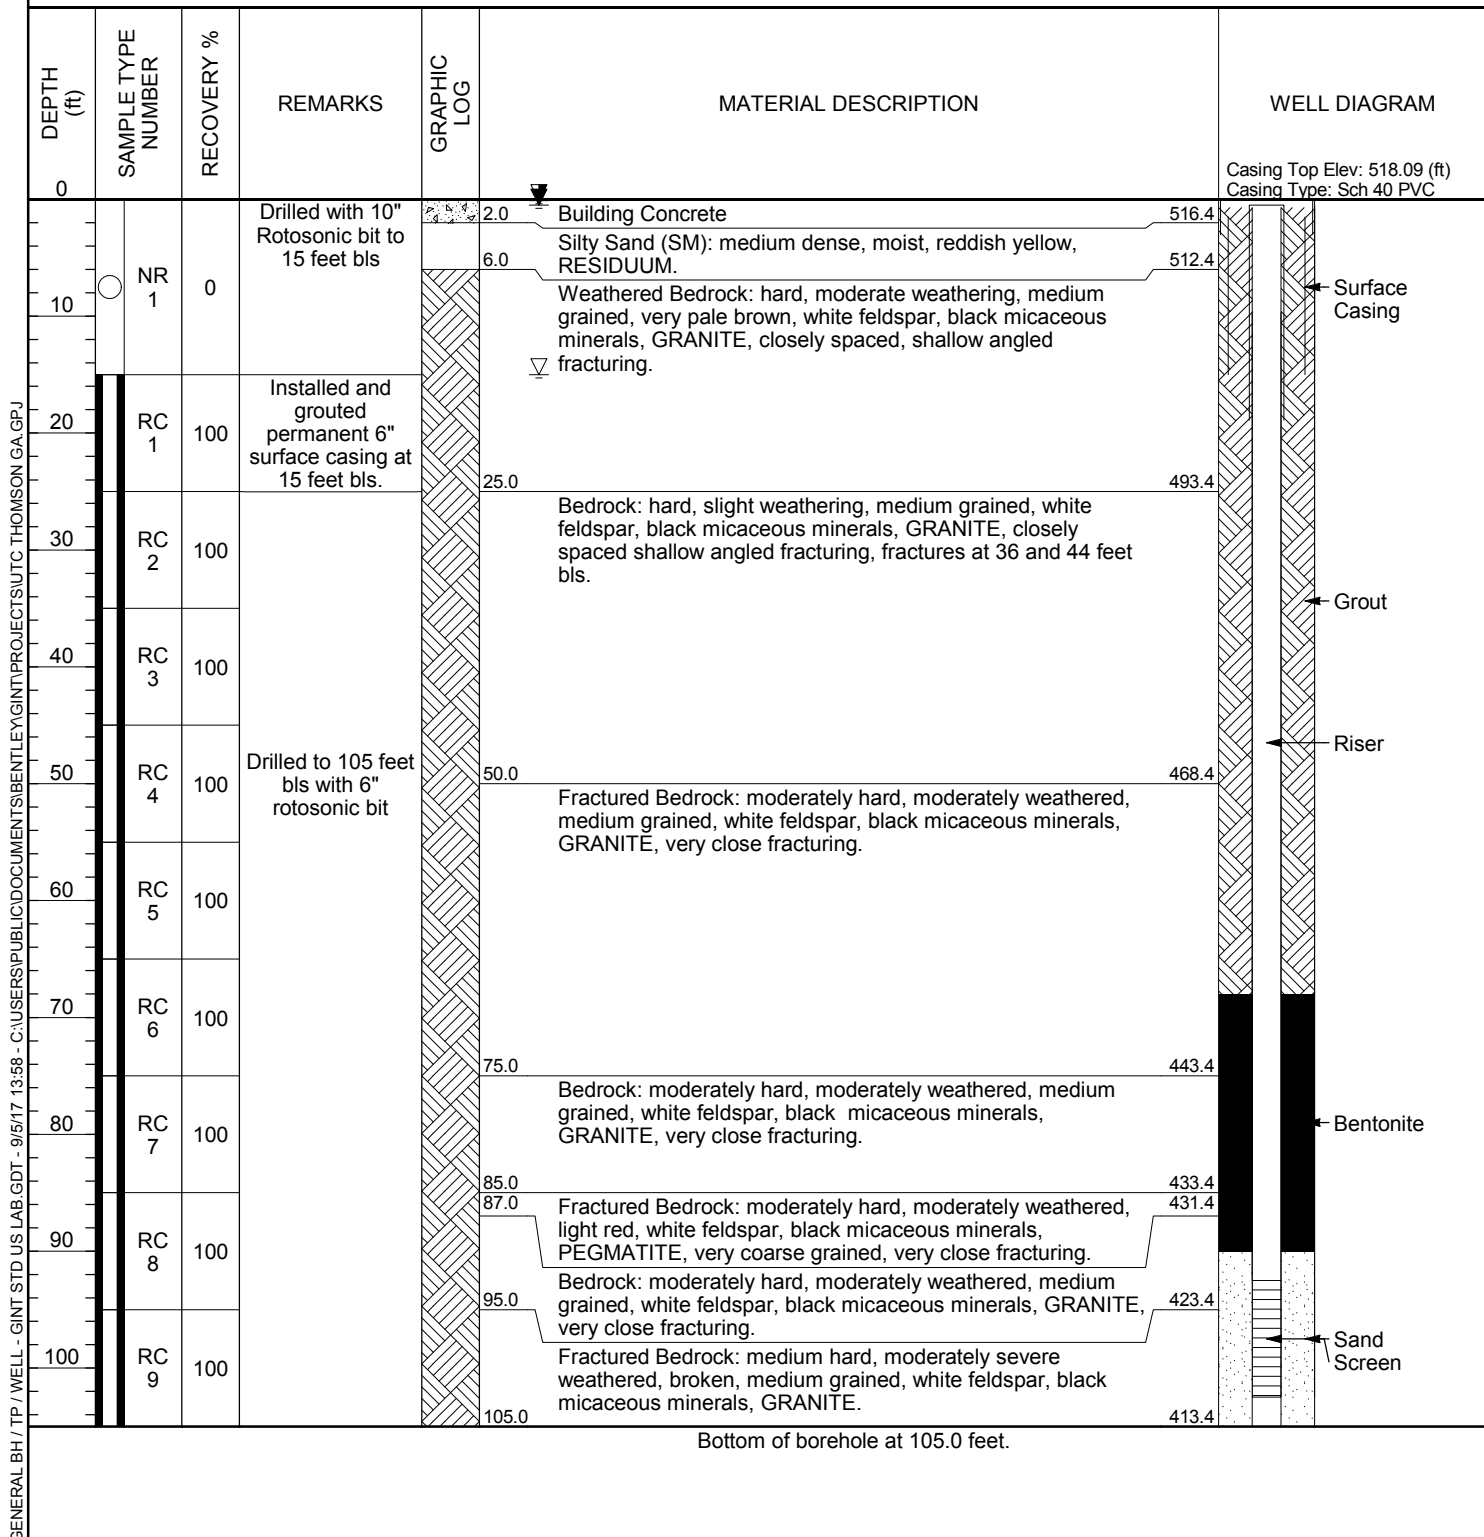 DEPTH
(ft)
SAMPLE TYPE
NUMBER
RECOVERY %
REMARKS
GRAPHIC
LOG
MATERIAL DESCRIPTION
WELL DIAGRAM
Casing Top Elev: 518.09 (ft)
Casing Type: Sch 40 PVC
0
Drilled with 10"
Rotosonic bit to
15 feet bls
2.0 Building Concrete 516.4
Silty Sand (SM): medium dense, moist, reddish yellow,
RESIDUUM.
6.0 512.4
NR
1
0
10
Weathered Bedrock: hard, moderate weathering, medium
grained, very pale brown, white feldspar, black micaceous
minerals, GRANITE, closely spaced, shallow angled
fracturing.
Surface
Casing
Installed and
grouted
permanent 6"
surface casing at
15 feet bls.
20
RC
1
100
25.0 493.4
Bedrock: hard, slight weathering, medium grained, white
feldspar, black micaceous minerals, GRANITE, closely
spaced shallow angled fracturing, fractures at 36 and 44 feet
bls.
30
RC
2
100
Grout
40
RC
3
100
Riser
50
RC
4
100
Drilled to 105 feet
bls with 6"
rotosonic bit
50.0 468.4
Fractured Bedrock: moderately hard, moderately weathered,
medium grained, white feldspar, black micaceous minerals,
GRANITE, very close fracturing.
60
RC
5
100
70
RC
6
100
75.0 443.4
Bedrock: moderately hard, moderately weathered, medium
grained, white feldspar, black  micaceous minerals,
GRANITE, very close fracturing.
80
RC
7
100
Bentonite
85.0 433.4
87.0 431.4
Fractured Bedrock: moderately hard, moderately weathered,
light red, white feldspar, black micaceous minerals,
PEGMATITE, very coarse grained, very close fracturing.
90
RC
8
100
Bedrock: moderately hard, moderately weathered, medium
grained, white feldspar, black micaceous minerals, GRANITE,
very close fracturing.
95.0 423.4
Sand
Screen
100
RC
9
100
Fractured Bedrock: medium hard, moderately severe
weathered, broken, medium grained, white feldspar, black
micaceous minerals, GRANITE.
105.0 413.4
Bottom of borehole at 105.0 feet.
GENERAL BH / TP / WELL - GINT STD US LAB.GDT - 9/5/17 13:58 - C:\USERS\PUBLIC\DOCUMENTS\BENTLEY\GINT\PROJECTS\UTC THOMSON GA.GPJ